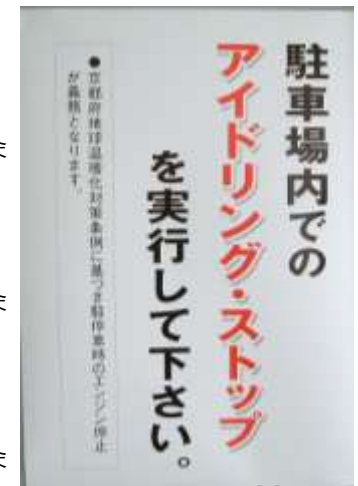 駐車場内での
アイドリング・ストップ
を実行して下さい。
●京都府地球温暖化対策条例に基づき駐停車時のエンジン停止
が義務となります。